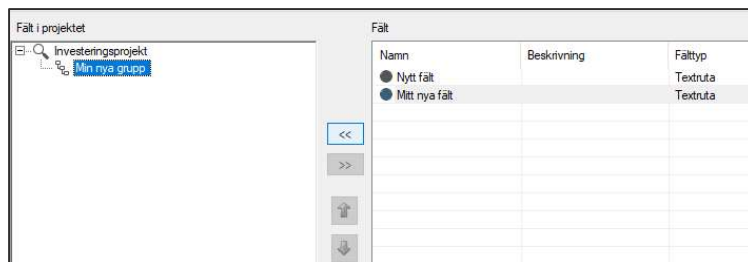 Fält i projektet
Investeringsprojekt
Min nya grupp
<<
>>
Fält
Namn Beskrivning Fälttyp
Nytt fält Textruta
Mitt nya fält Textruta